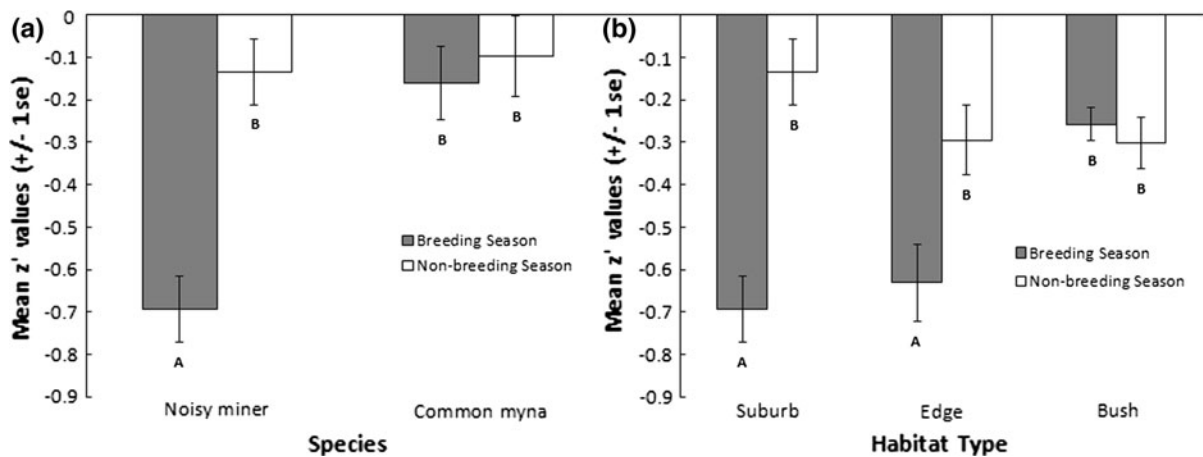 (a)
Mean z' values (+/- 1se)
0
-0.1
-0.2
-0.3
-0.4
-0.5
-0.6
-0.7
-0.8
-0.9
A
B
B
B
Breeding Season
Non-breeding Season
Noisy miner
Common myna
Species
(b)
Mean z' values (+/- 1se)
0
-0.1
-0.2
-0.3
-0.4
-0.5
-0.6
-0.7
-0.8
-0.9
A
B
A
B
B
B
Breeding Season
Non-breeding Season
Suburb
Edge
Bush
Habitat Type